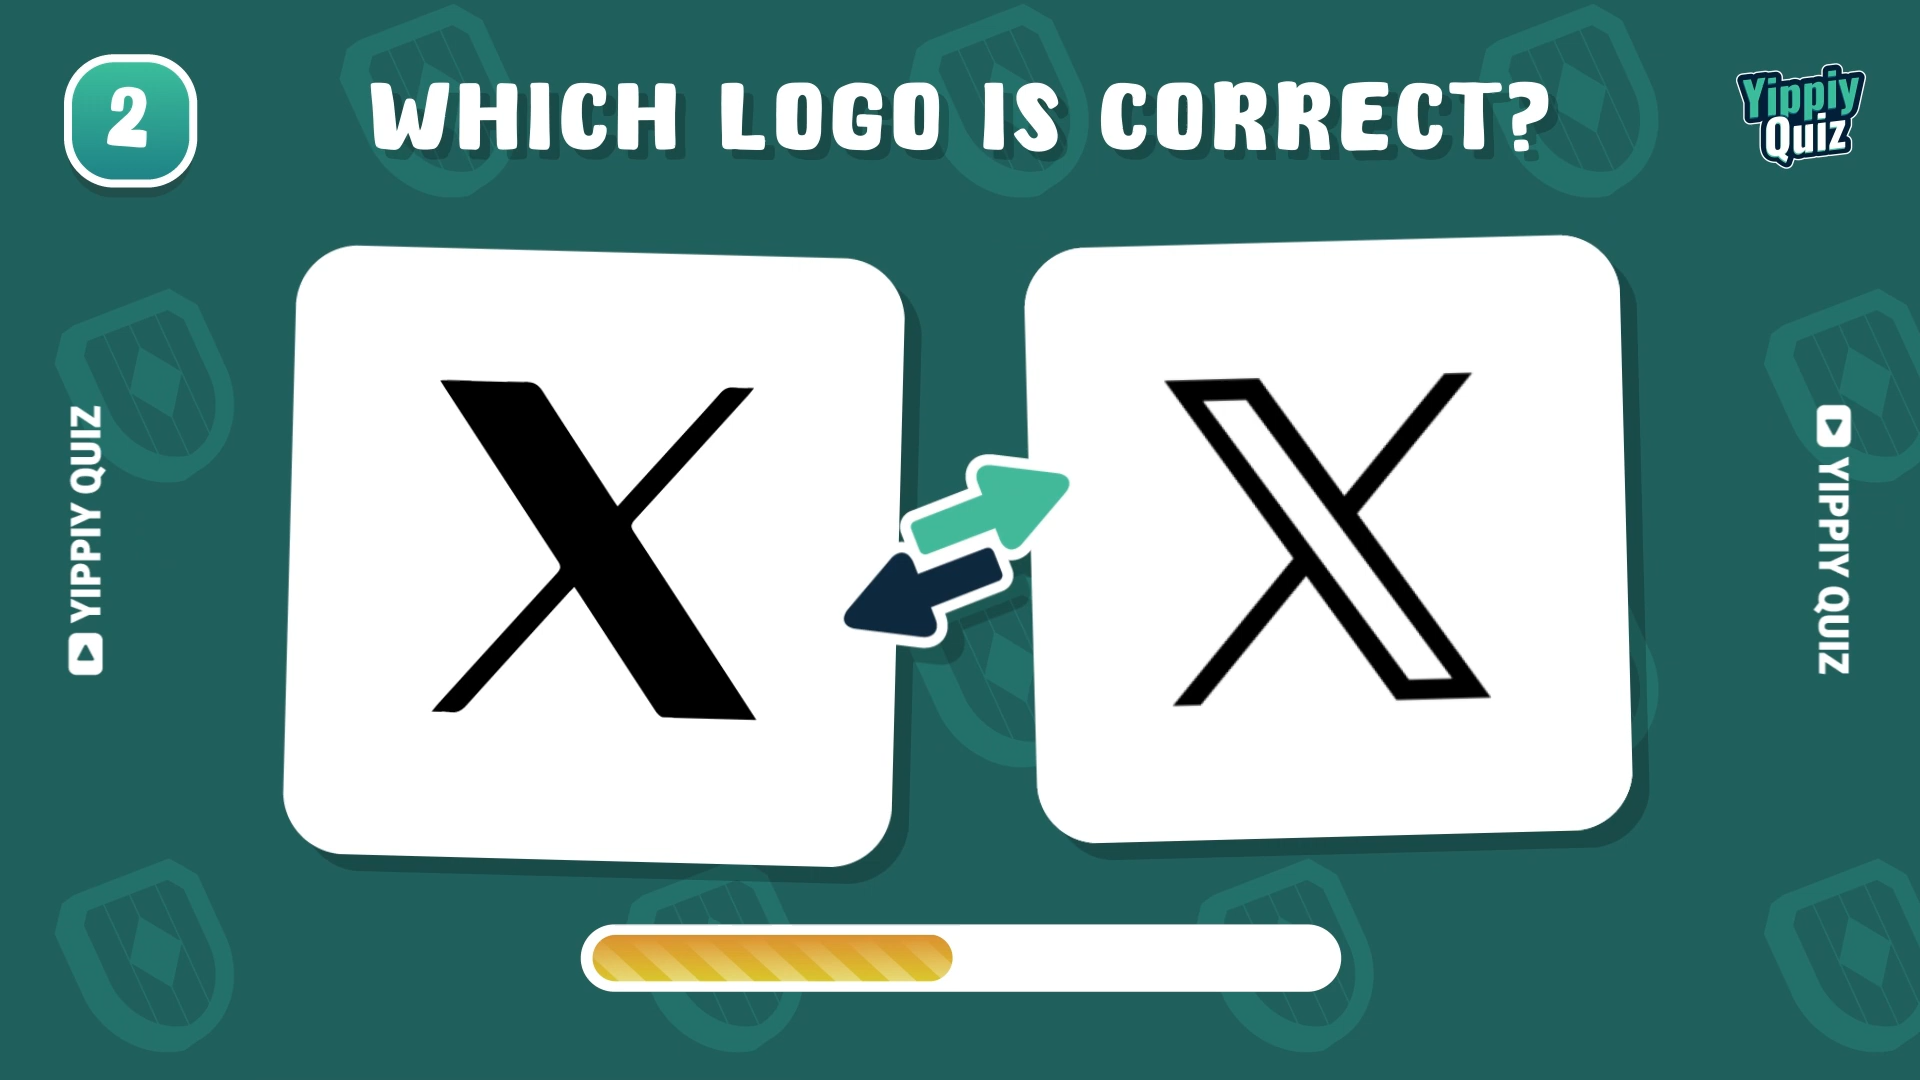 2
WHICH LOGO IS CORRECT?
Yippiy
Quiz
X
X
YIPPIY QUIZ
YIPPIY QUIZ